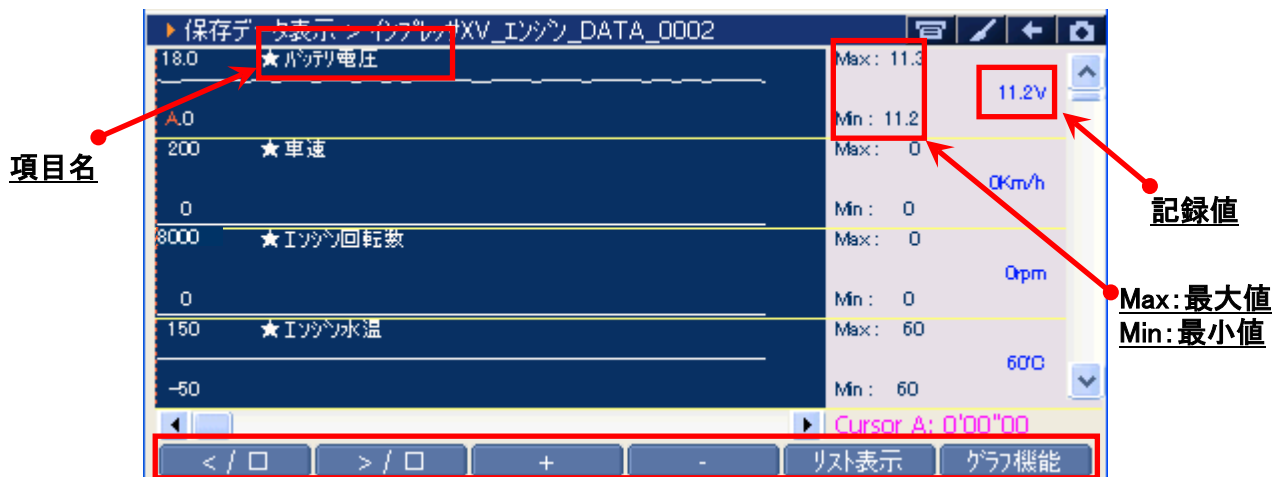 保存データ表示 > インプレッサXV_エンジン_DATA_0002
18.0 ★バッテリ電圧 Max: 11.3
11.2V
A.0 Min: 11.2
項目名
200 ★車速 Max: 0
0Km/h
0 Min: 0
記録値
8000 ★エンジン回転数 Max: 0
0rpm
0 Min: 0
Max:最大値
Min:最小値
150 ★エンジン水温 Max: 60
60℃
-50 Min: 60
Cursor A: 0'00"00
< / □ > / □ + - リスト表示 グラフ機能